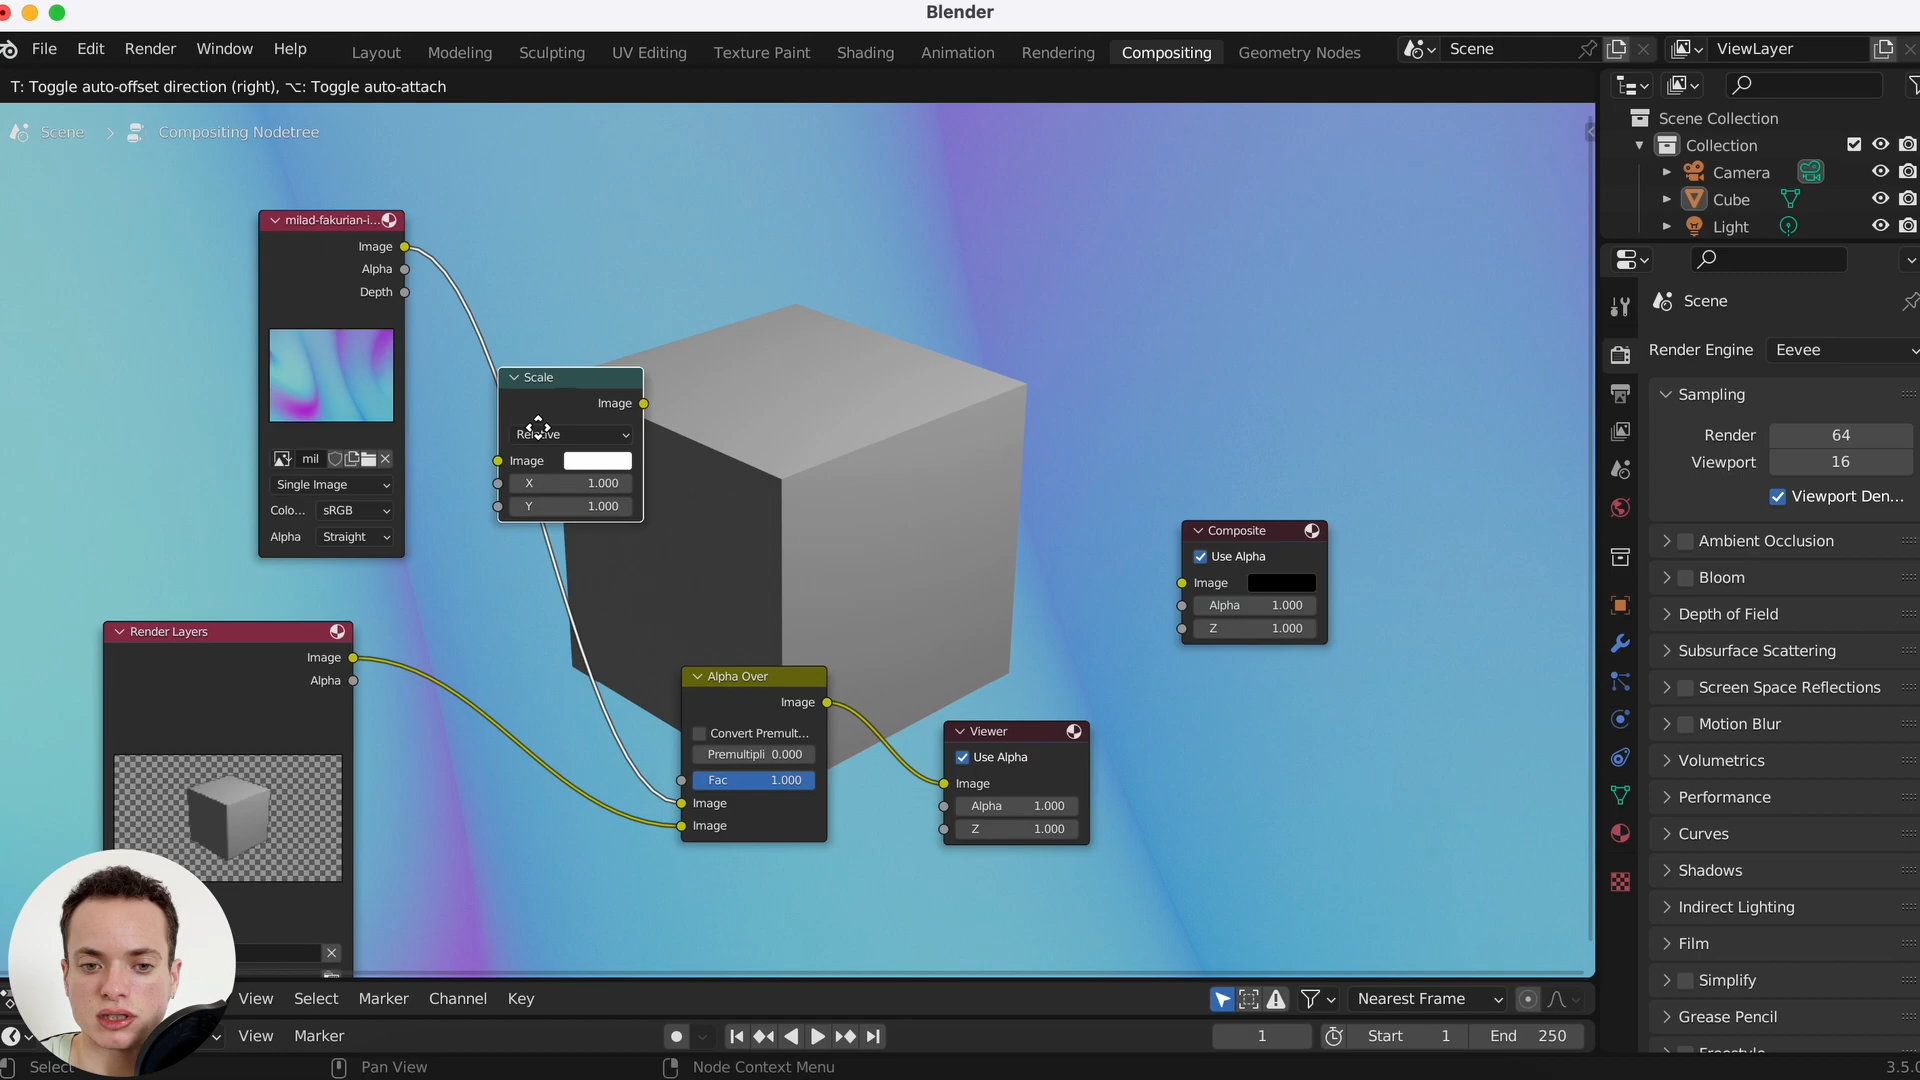 Blender
File Edit Render Window Help Layout Modeling Sculpting UV Editing Texture Paint Shading Animation Rendering Compositing Geometry Nodes Scene ViewLayer
T: Toggle auto-offset direction (right), ⌥: Toggle auto-attach
Scene > Compositing Nodetree
milad-fakurian-i...
Image
Alpha
Depth
mil
Single Image
Colo... sRGB
Alpha Straight
Scale
Image
Relative
Image
X 1.000
Y 1.000
Render Layers
Image
Alpha
Alpha Over
Image
Convert Premult...
Premultipli 0.000
Fac 1.000
Image
Image
Viewer
Use Alpha
Image
Alpha 1.000
Z 1.000
Composite
Use Alpha
Image
Alpha 1.000
Z 1.000
Scene Collection
Collection
Camera
Cube
Light
Scene
Render Engine Eevee
Sampling
Render 64
Viewport 16
Viewport Den...
Ambient Occlusion
Bloom
Depth of Field
Subsurface Scattering
Screen Space Reflections
Motion Blur
Volumetrics
Performance
Curves
Shadows
Indirect Lighting
Film
Simplify
Grease Pencil
Freestyle
View Select Marker Channel Key Nearest Frame
View Marker 1 Start 1 End 250
Select Pan View Node Context Menu 3.5.0